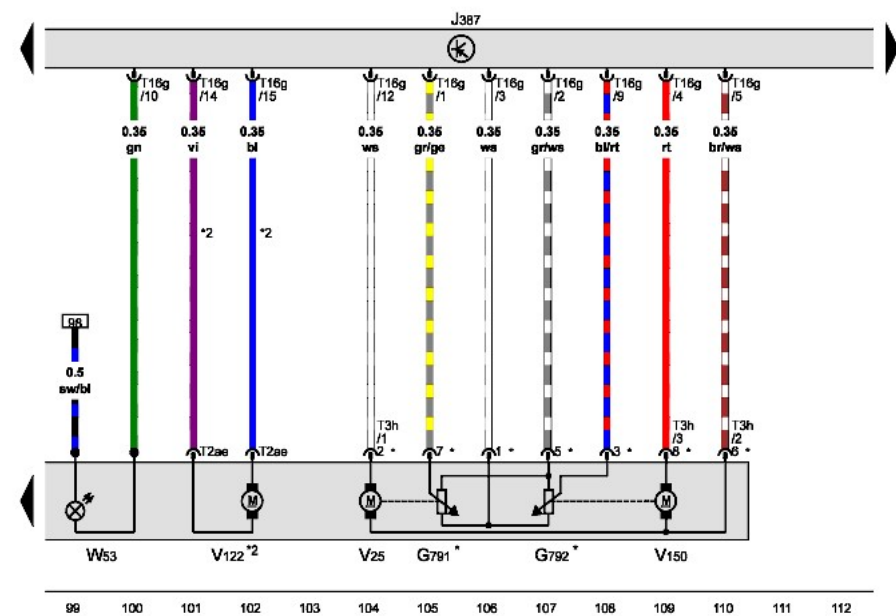 J387
T16g T16g T16g T16g T16g T16g T16g T16g T16g T16g
/10 /14 /15 /12 /1 /3 /2 /9 /4 /5
0.35 0.35 0.35 0.35 0.35 0.35 0.35 0.35 0.35 0.35
gn vi bl ws gr/ge ws gr/ws bl/rt rt br/ws
*2 *2
98
0.5
sw/bl
T3h T3h T3h
/1 /3 /2
T2ae T2ae 2 * 7 * 1 * 5 * 3 * 8 * 6 *
M M M
W53 V122 *2 V25 G791 * G792 * V150
99 100 101 102 103 104 105 106 107 108 109 110 111 112